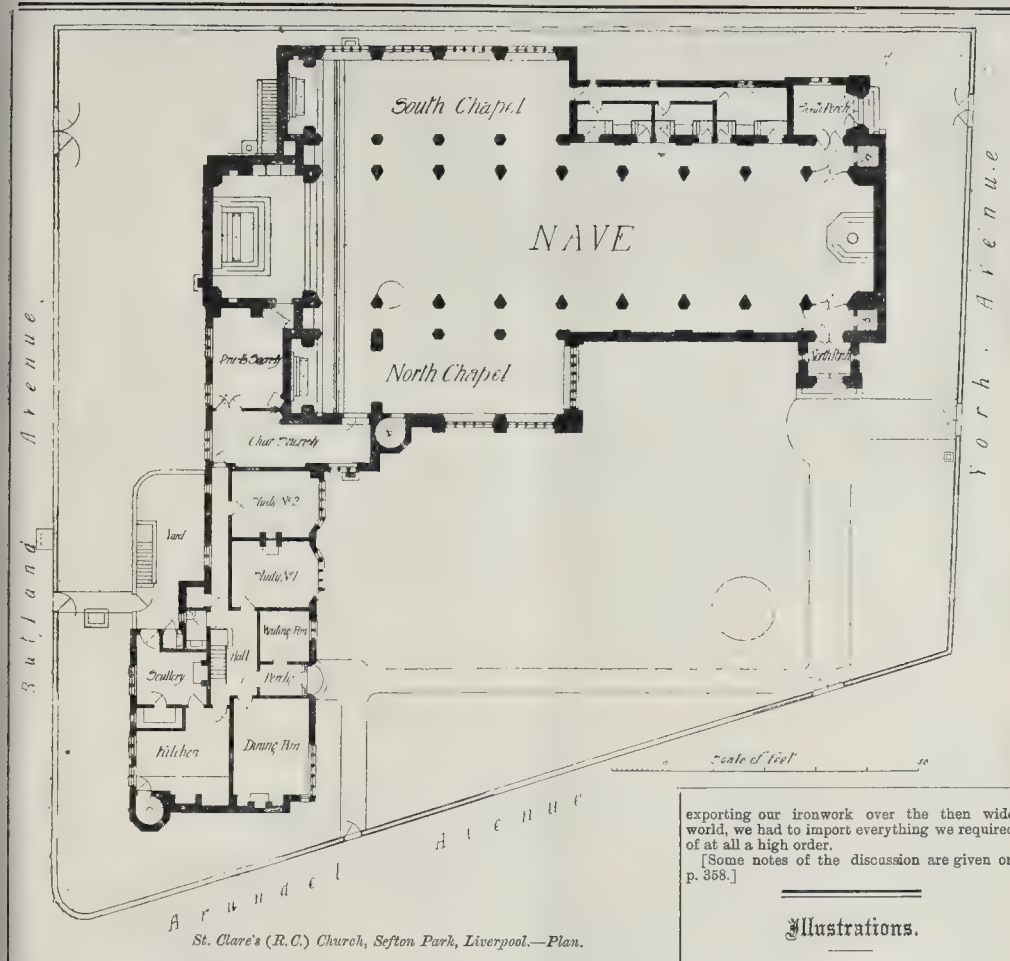 South Chapel
South Porch
NAVE
North Chapel
North Porch
Priest's Sacristy
Choir Sacristy
Study No 2
Study No 1
Yard
Waiting Rm
Hall
Porch
Scullery
Kitchen
Dining Rm
Rutland Avenue.
York. Avenue
Arundel Avenue
Scale of Feet
0
50
St. Clare's (R.C.) Church, Sefton Park, Liverpool.—Plan.
exporting our ironwork over the then wide
world, we had to import everything we required
of at all a high order.
[Some notes of the discussion are given on
p. 358.]
Illustrations.